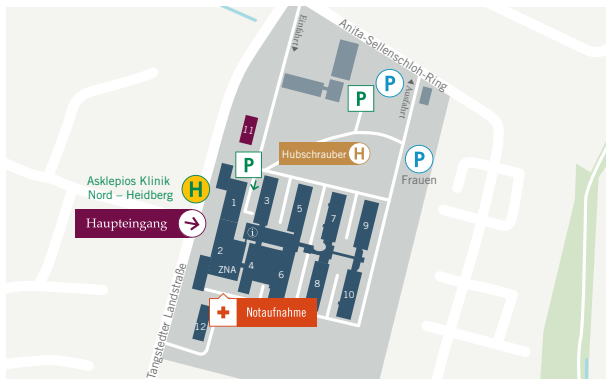 Einfahrt
Anita-Sellenschloh-Ring
P
Ausfahrt
P
11
Hubschrauber H
P
P
Frauen
Asklepios Klinik
Nord – Heidberg
H
Haupteingang
1
3
5
7
9
i
2
ZNA
4
6
8
10
12
Notaufnahme
Tangstedter Landstraße